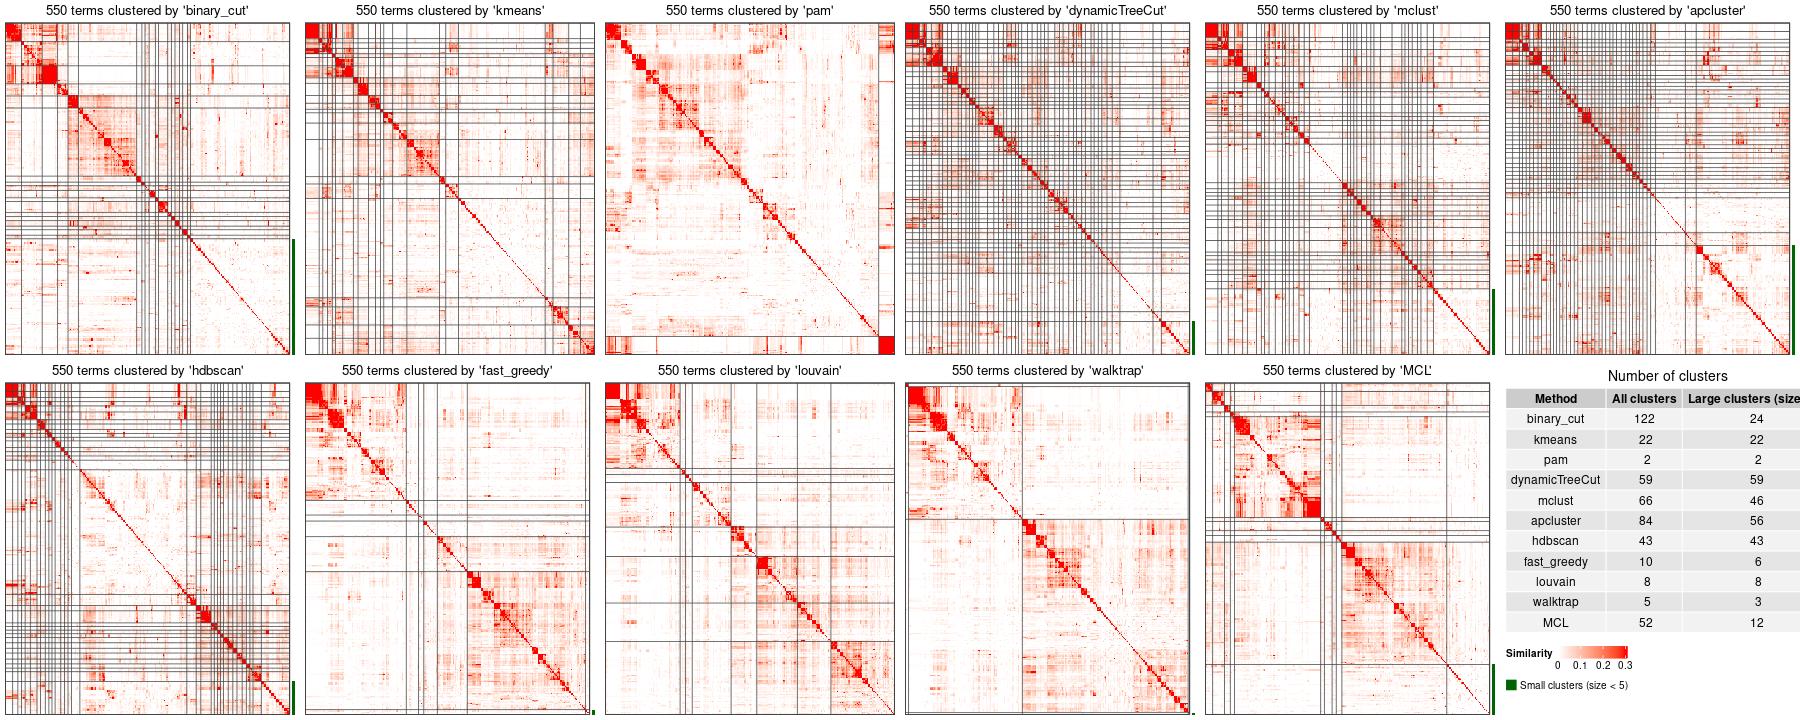 550 terms clustered by 'binary_cut'
550 terms clustered by 'kmeans'
550 terms clustered by 'pam'
550 terms clustered by 'dynamicTreeCut'
550 terms clustered by 'mclust'
550 terms clustered by 'apcluster'
550 terms clustered by 'hdbscan'
550 terms clustered by 'fast_greedy'
550 terms clustered by 'louvain'
550 terms clustered by 'walktrap'
550 terms clustered by 'MCL'
Number of clusters
Method All clusters Large clusters (size
binary_cut 122 24
kmeans 22 22
pam 2 2
dynamicTreeCut 59 59
mclust 66 46
apcluster 84 56
hdbscan 43 43
fast_greedy 10 6
louvain 8 8
walktrap 5 3
MCL 52 12
Similarity
0 0.1 0.2 0.3
Small clusters (size < 5)